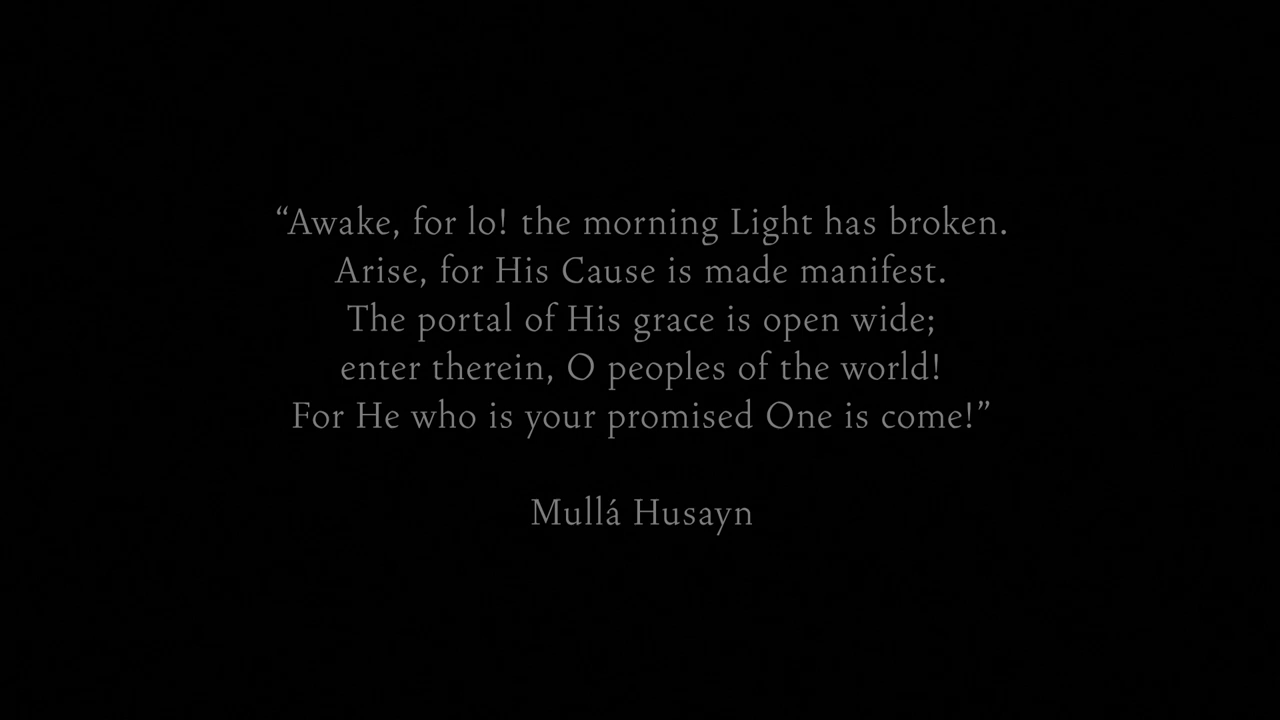 “Awake, for lo! the morning Light has broken.
Arise, for His Cause is made manifest.
The portal of His grace is open wide;
enter therein, O peoples of the world!
For He who is your promised One is come!”
Mullá Husayn